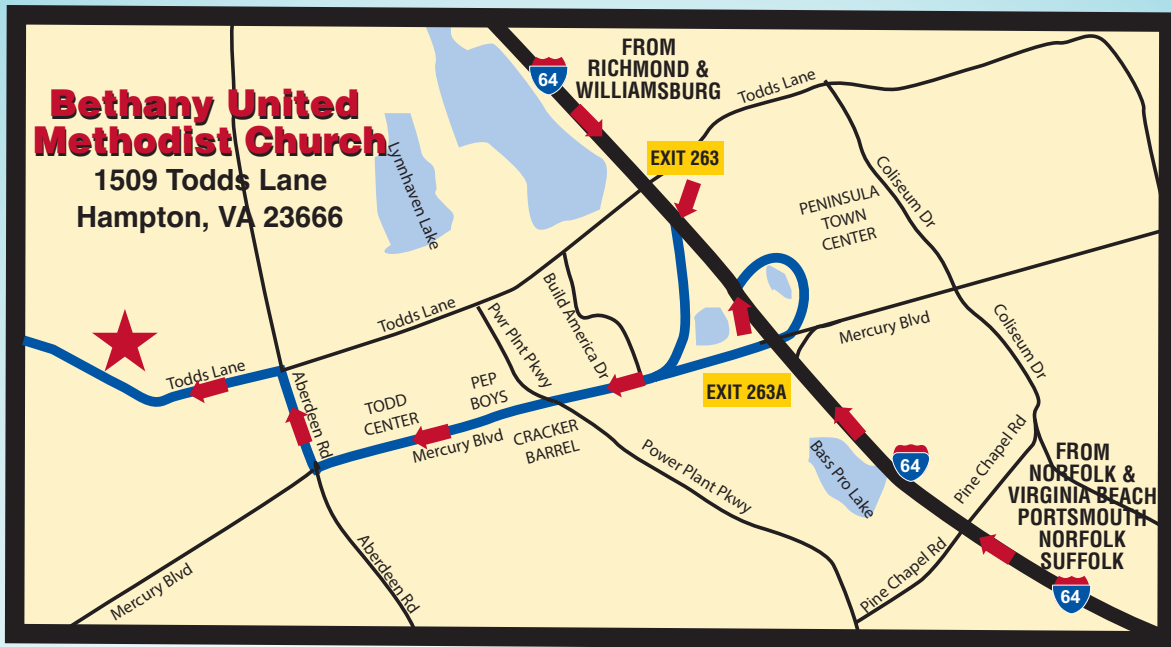 Bethany United
Methodist Church
1509 Todds Lane
Hampton, VA 23666
64
FROM
RICHMOND &
WILLIAMSBURG
Todds Lane
EXIT 263
Lynnhaven Lake
Coliseum Dr
PENINSULA
TOWN
CENTER
Build America Dr
Todds Lane
Pwr Plnt Pkwy
Mercury Blvd
Coliseum Dr
Todds Lane
Aberdeen Rd
TODD
CENTER
PEP
BOYS
EXIT 263A
Mercury Blvd
CRACKER
BARREL
Power Plant Pkwy
Bass Pro Lake
64
Pine Chapel Rd
FROM
NORFOLK &
VIRGINIA BEACH
PORTSMOUTH
NORFOLK
SUFFOLK
Mercury Blvd
Aberdeen Rd
Pine Chapel Rd
64